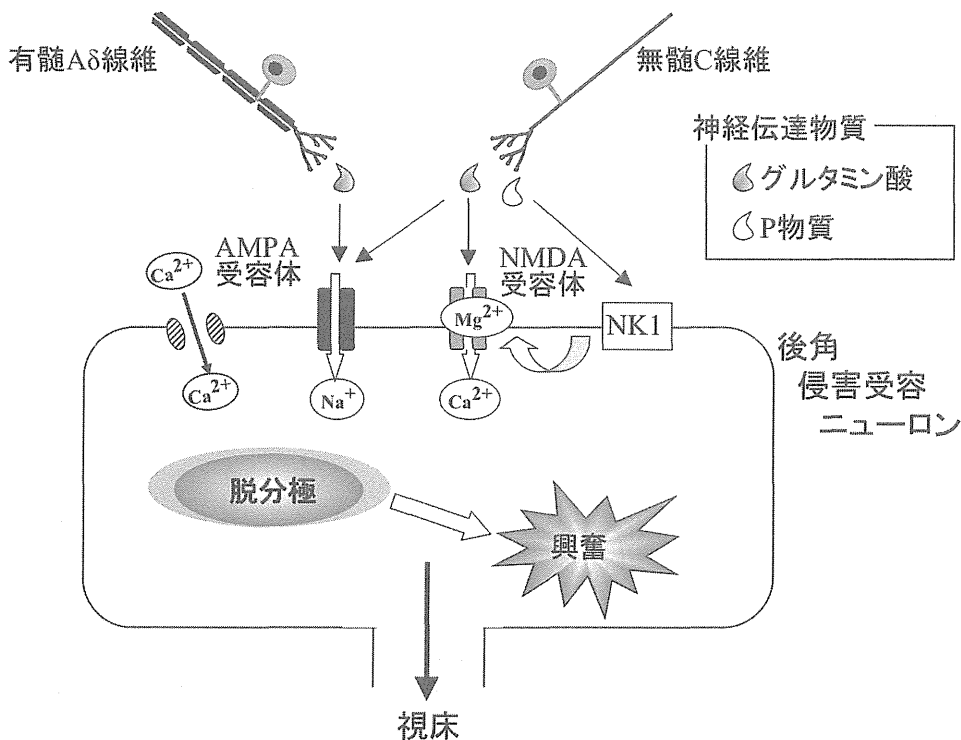 有髄Aδ線維
無髄C線維
神経伝達物質
グルタミン酸
P物質
AMPA
受容体
NMDA
受容体
Ca2+
Mg2+
NK1
Ca2+
Na+
Ca2+
後角
侵害受容
ニューロン
脱分極
興奮
視床